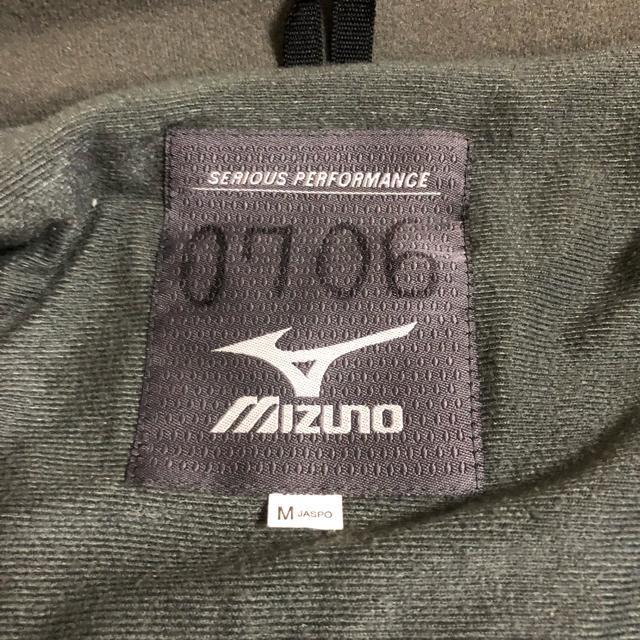 SERIOUS PERFORMANCE
0706
MIZUNO
M JASPO